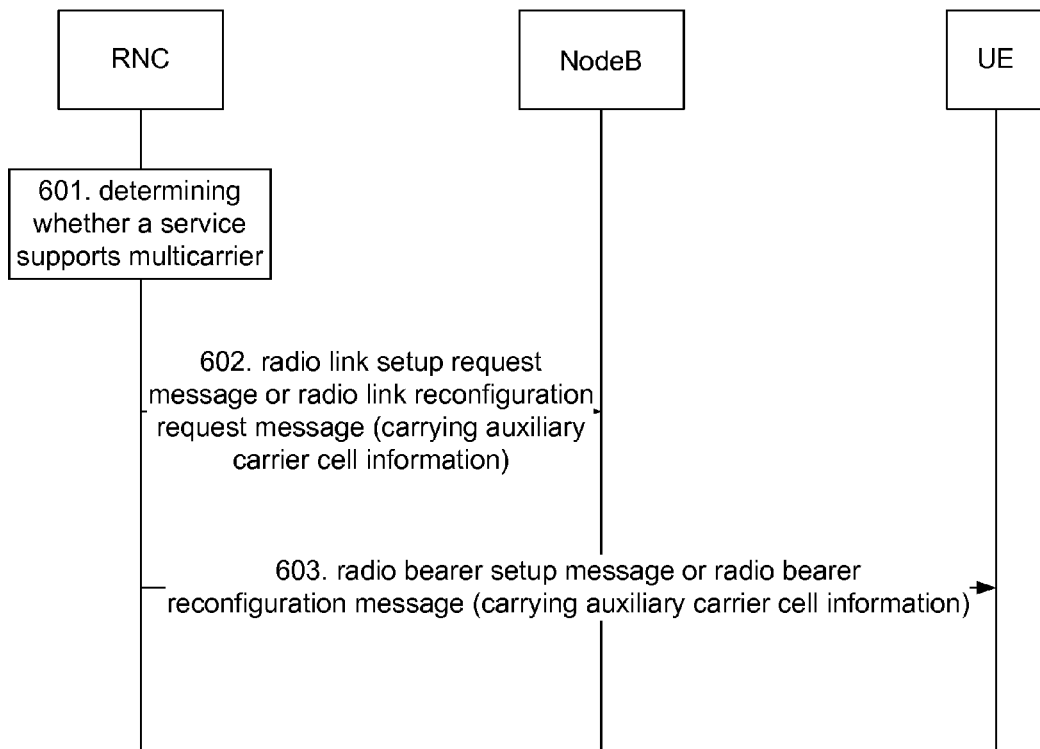 RNC
NodeB
UE
601. determining
whether a service
supports multicarrier
602. radio link setup request
message or radio link reconfiguration
request message (carrying auxiliary
carrier cell information)
603. radio bearer setup message or radio bearer
reconfiguration message (carrying auxiliary carrier cell information)